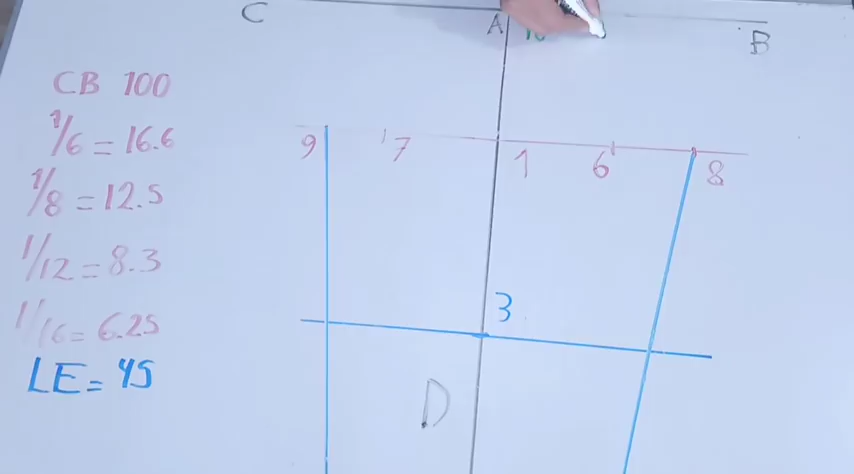 C
A
B
CB 100
1/6 = 16.6
1/8 = 12.5
1/12 = 8.3
1/16 = 6.25
LE = 45
9 7 1 6 8
3
D